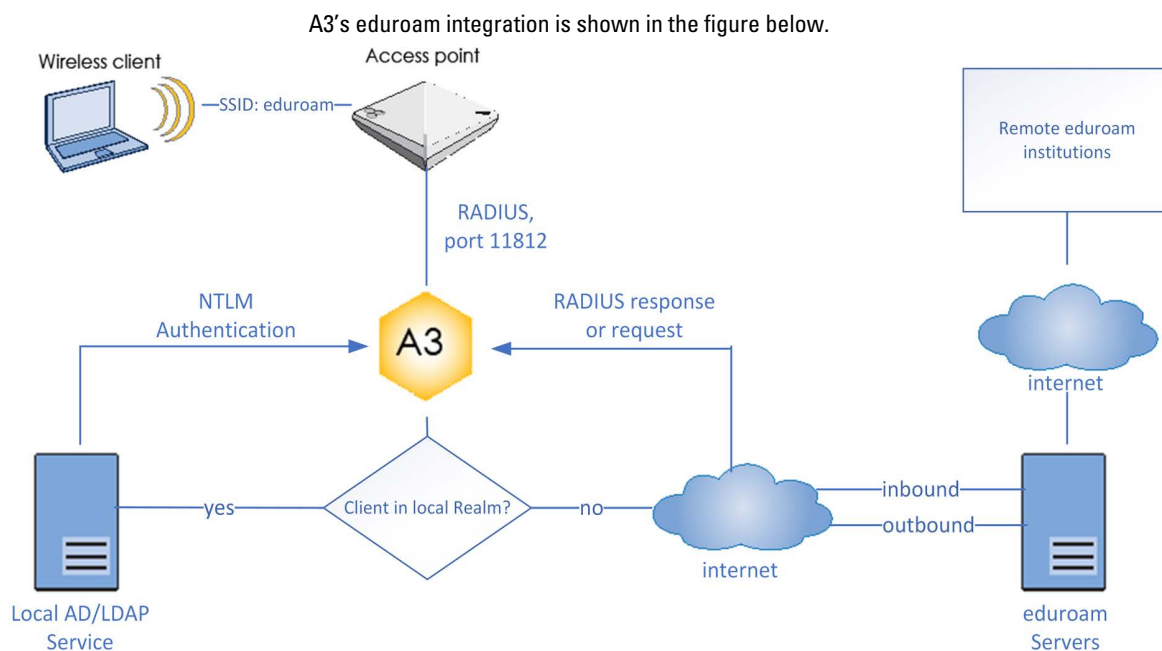 A3's eduroam integration is shown in the figure below.
Wireless client
Access point
SSID: eduroam
Remote eduroam
institutions
RADIUS,
port 11812
NTLM
Authentication
RADIUS response
or request
A3
internet
Client in local Realm?
yes
no
inbound
outbound
internet
Local AD/LDAP
Service
eduroam
Servers